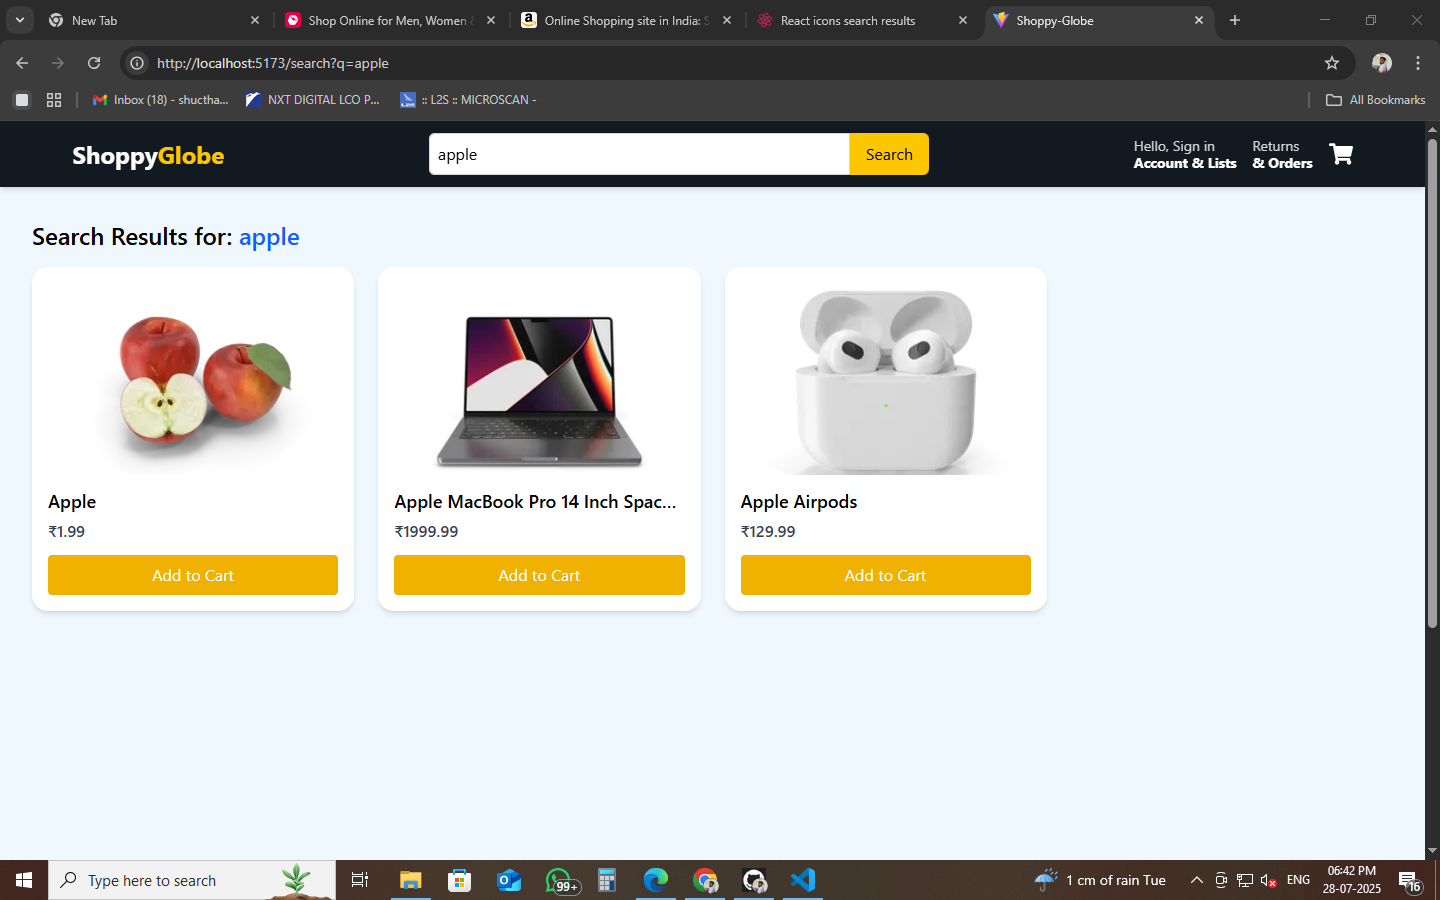 New Tab
Shop Online for Men, Women &
Online Shopping site in India: S
React icons search results
Shoppy-Globe
http://localhost:5173/search?q=apple
Inbox (18) - shuctha...
NXT DIGITAL LCO P...
:: L2S :: MICROSCAN -
All Bookmarks
ShoppyGlobe
apple
Search
Hello, Sign in
Account & Lists
Returns
& Orders
Search Results for: apple
Apple
₹1.99
Add to Cart
Apple MacBook Pro 14 Inch Spac...
₹1999.99
Add to Cart
Apple Airpods
₹129.99
Add to Cart
Type here to search
99+
1 cm of rain Tue
ENG
06:42 PM
28-07-2025
16